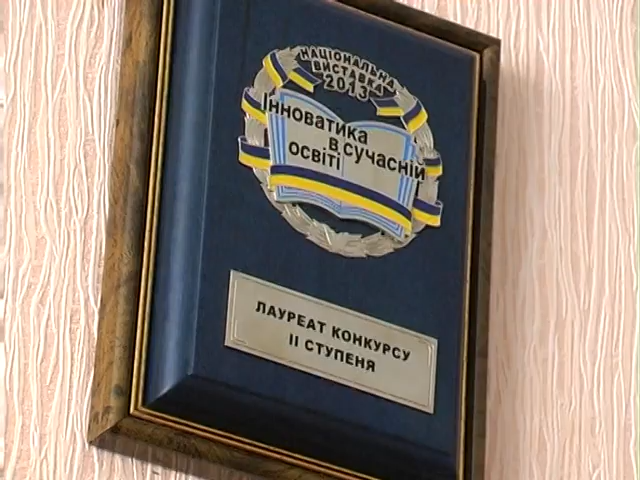 НАЦІОНАЛЬНА
ВИСТАВКА
2013
Інноватика
в сучасній
освіті
ЛАУРЕАТ КОНКУРСУ
ІІ СТУПЕНЯ